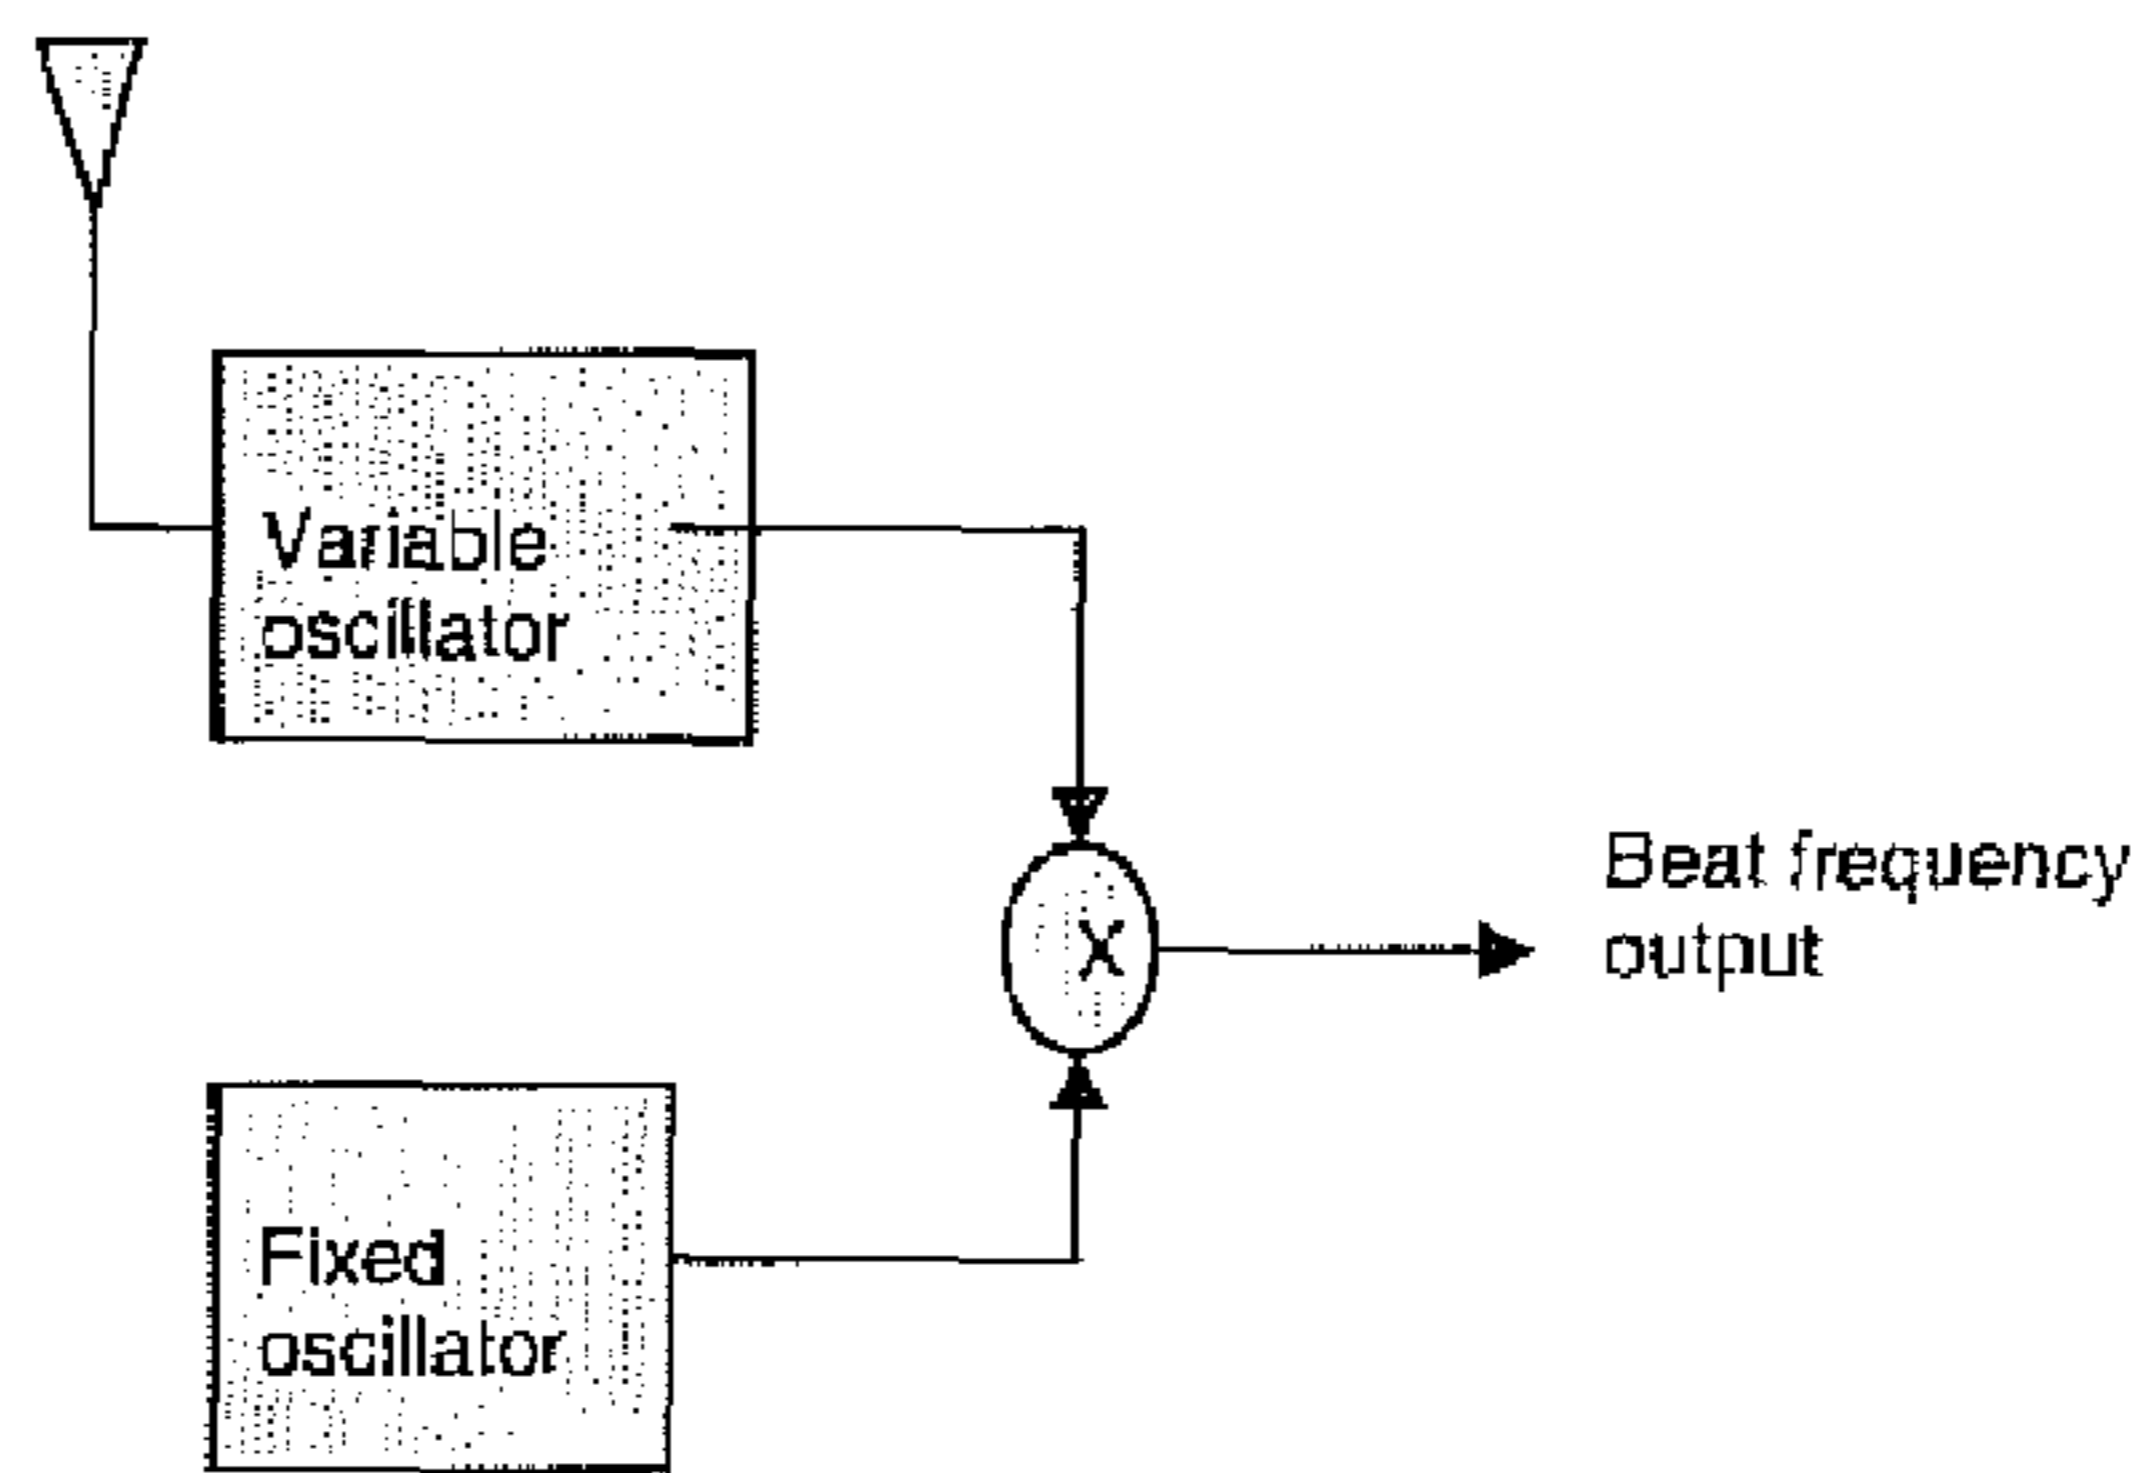 Variable
oscillator
X
Beat frequency
output
Fixed
oscillator